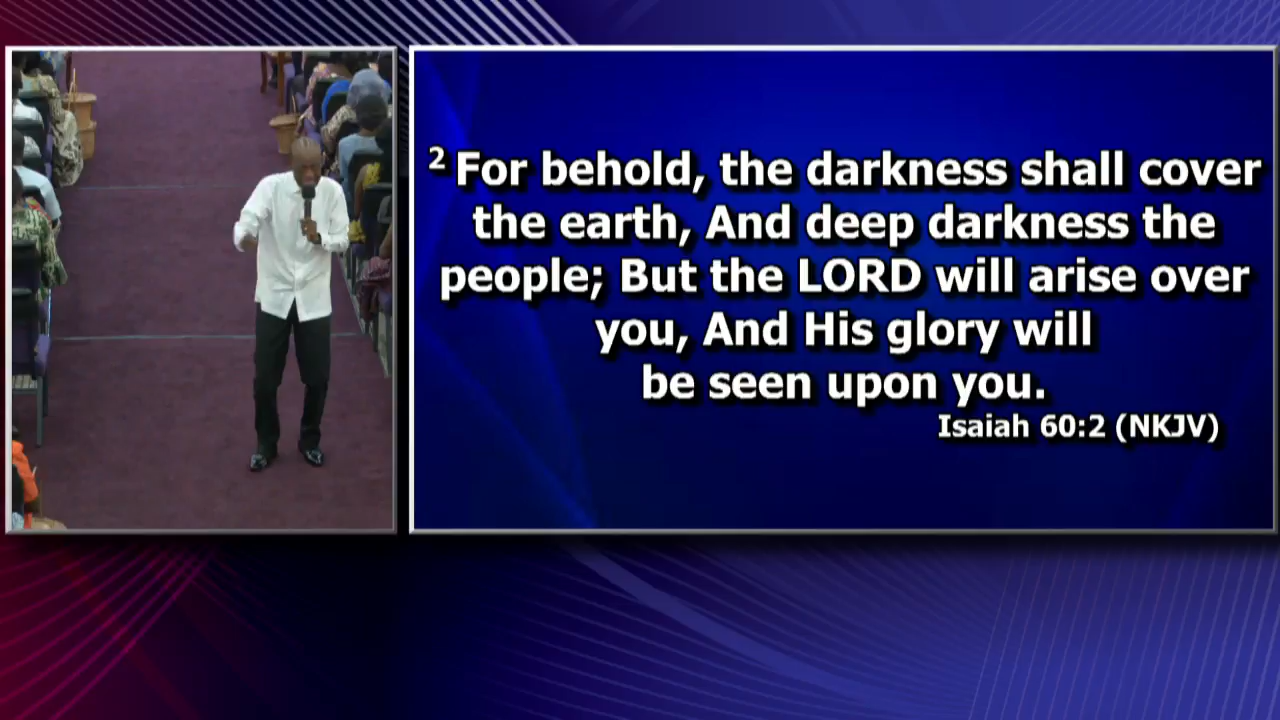 2 For behold, the darkness shall cover
the earth, And deep darkness the
people; But the LORD will arise over
you, And His glory will
be seen upon you.
Isaiah 60:2 (NKJV)